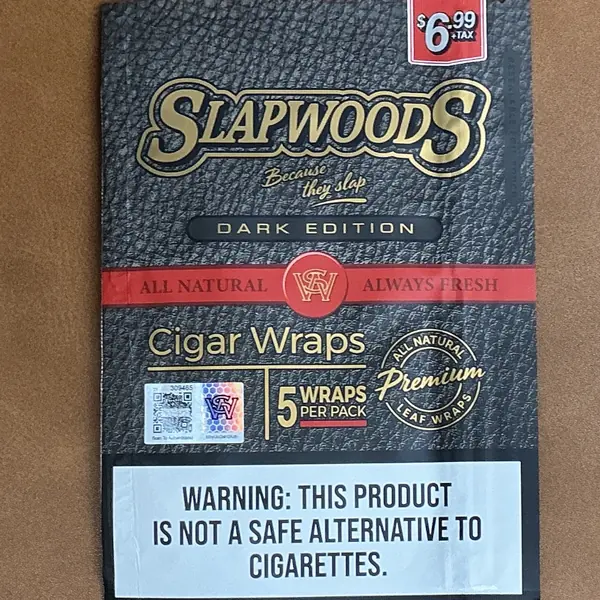 $6.99
+TAX
SLAPWOODS
Because
they slap
DARK EDITION
ALL NATURAL
ALWAYS FRESH
Cigar Wraps
309465
5 WRAPS
PER PACK
ALL NATURAL
Premium
LEAF WRAPS
WARNING: THIS PRODUCT
IS NOT A SAFE ALTERNATIVE TO
CIGARETTES.